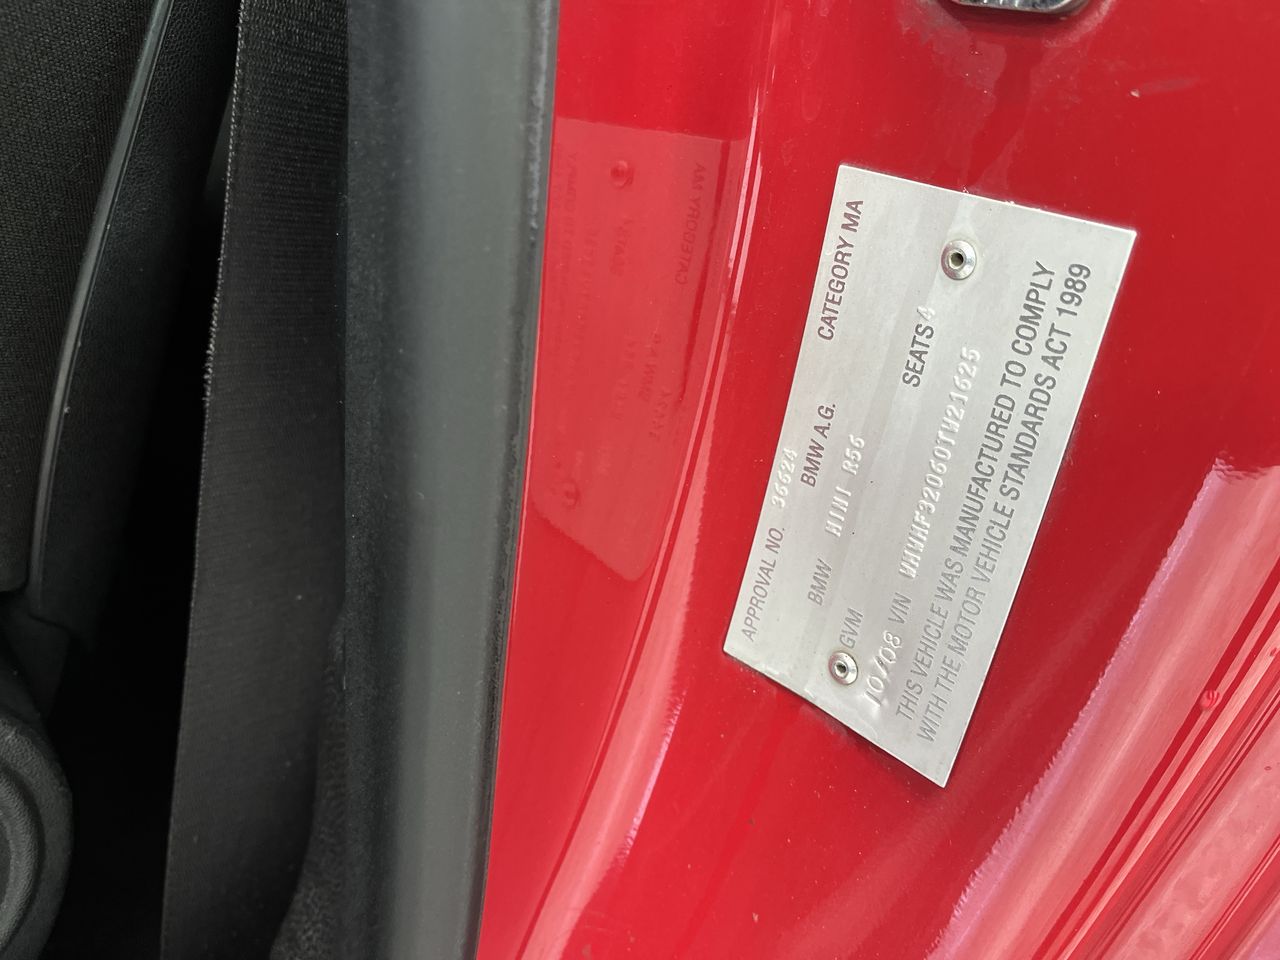 APPROVAL NO. 36624 CATEGORY MA
BMW A.G.
BMW MINI R56 SEATS 4
GVM
10/08 VIN WMWMF32060TW21625
THIS VEHICLE WAS MANUFACTURED TO COMPLY
WITH THE MOTOR VEHICLE STANDARDS ACT 1989